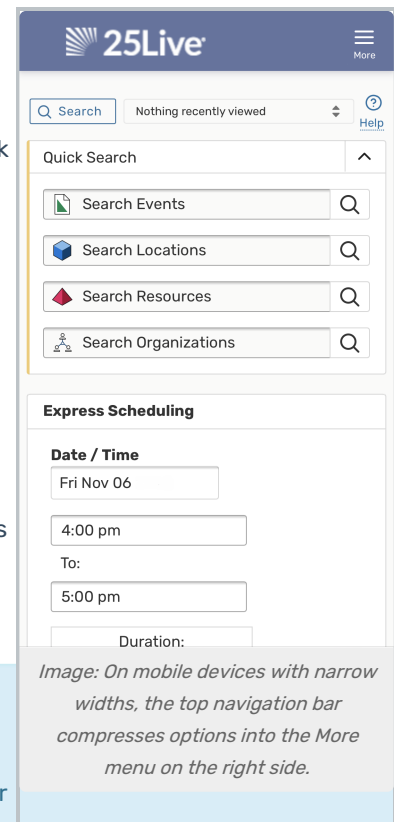 25Live
More
Search
Nothing recently viewed
?
Help
Quick Search
Search Events
Search Locations
Search Resources
Search Organizations
Express Scheduling
Date / Time
Fri Nov 06
4:00 pm
To:
5:00 pm
Duration:
Image: On mobile devices with narrow
widths, the top navigation bar
compresses options into the More
menu on the right side.